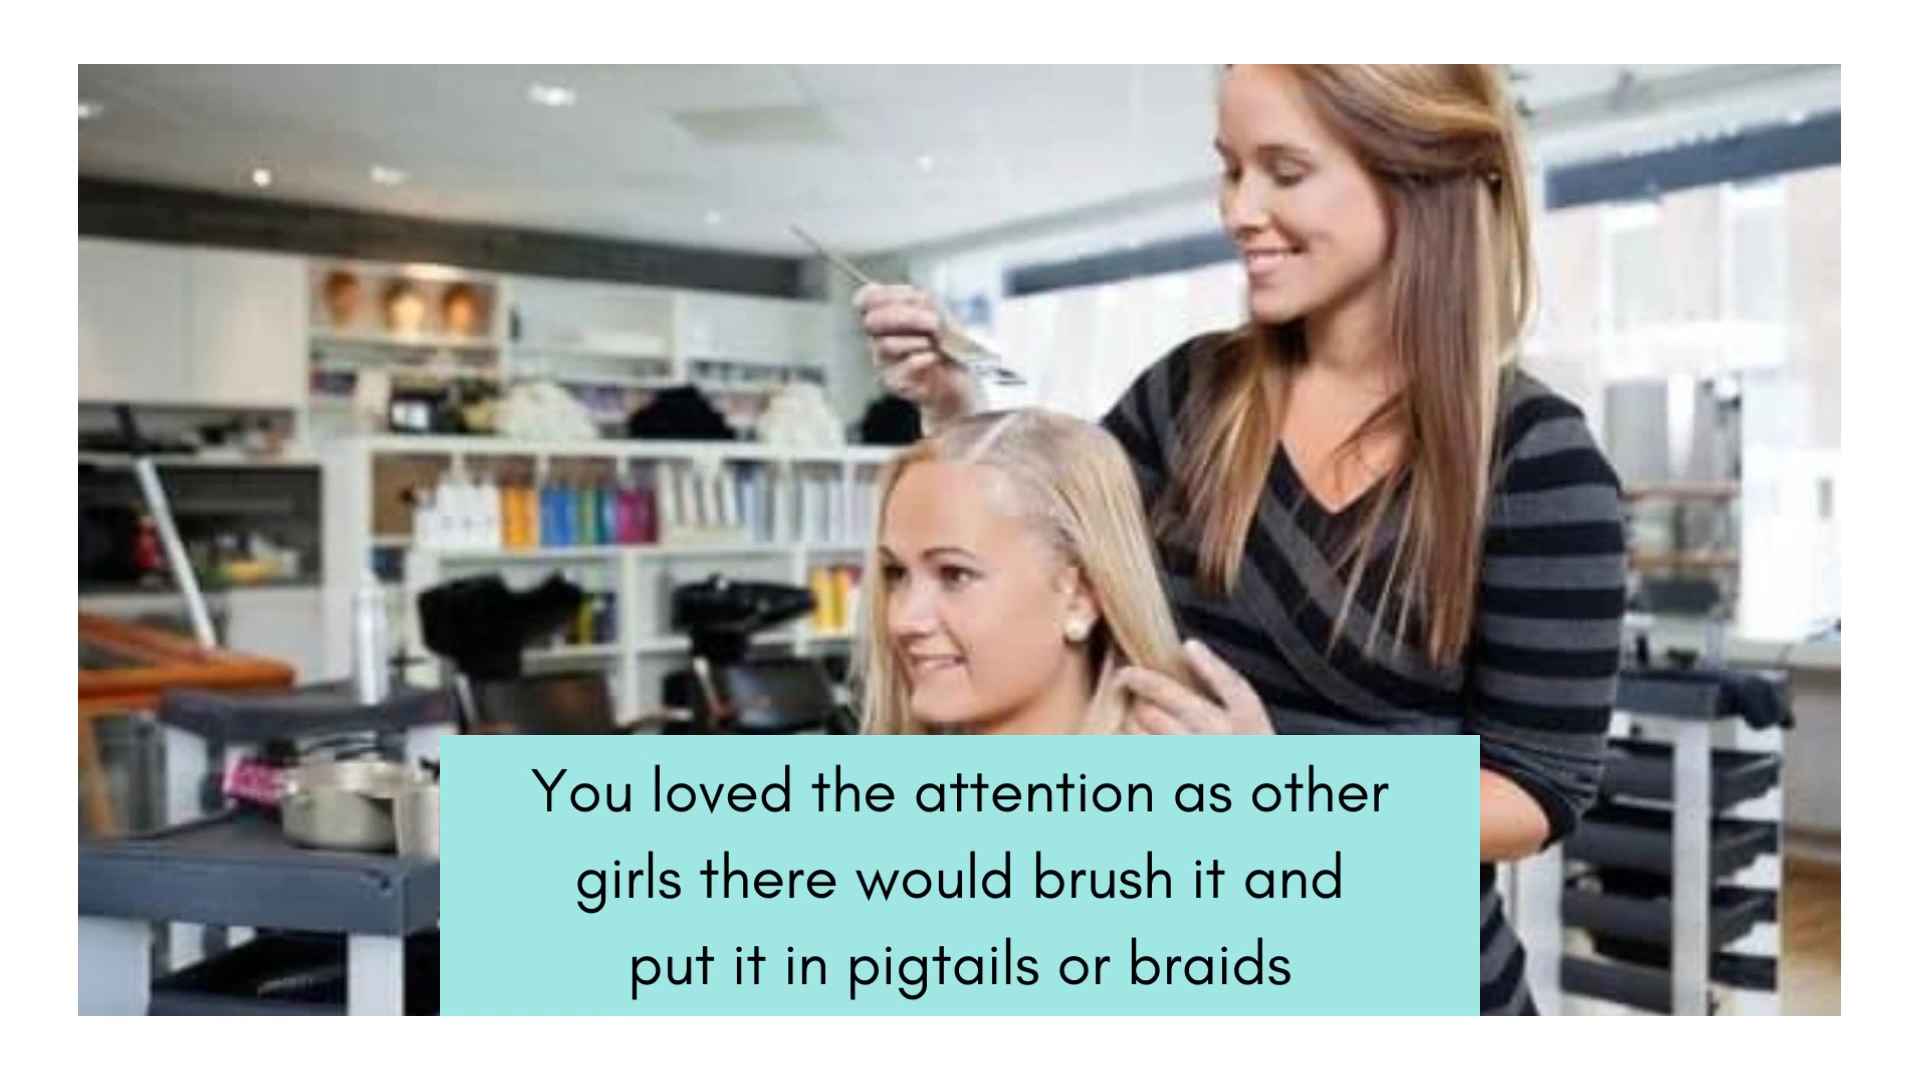 You loved the attention as other
girls there would brush it and
put it in pigtails or braids